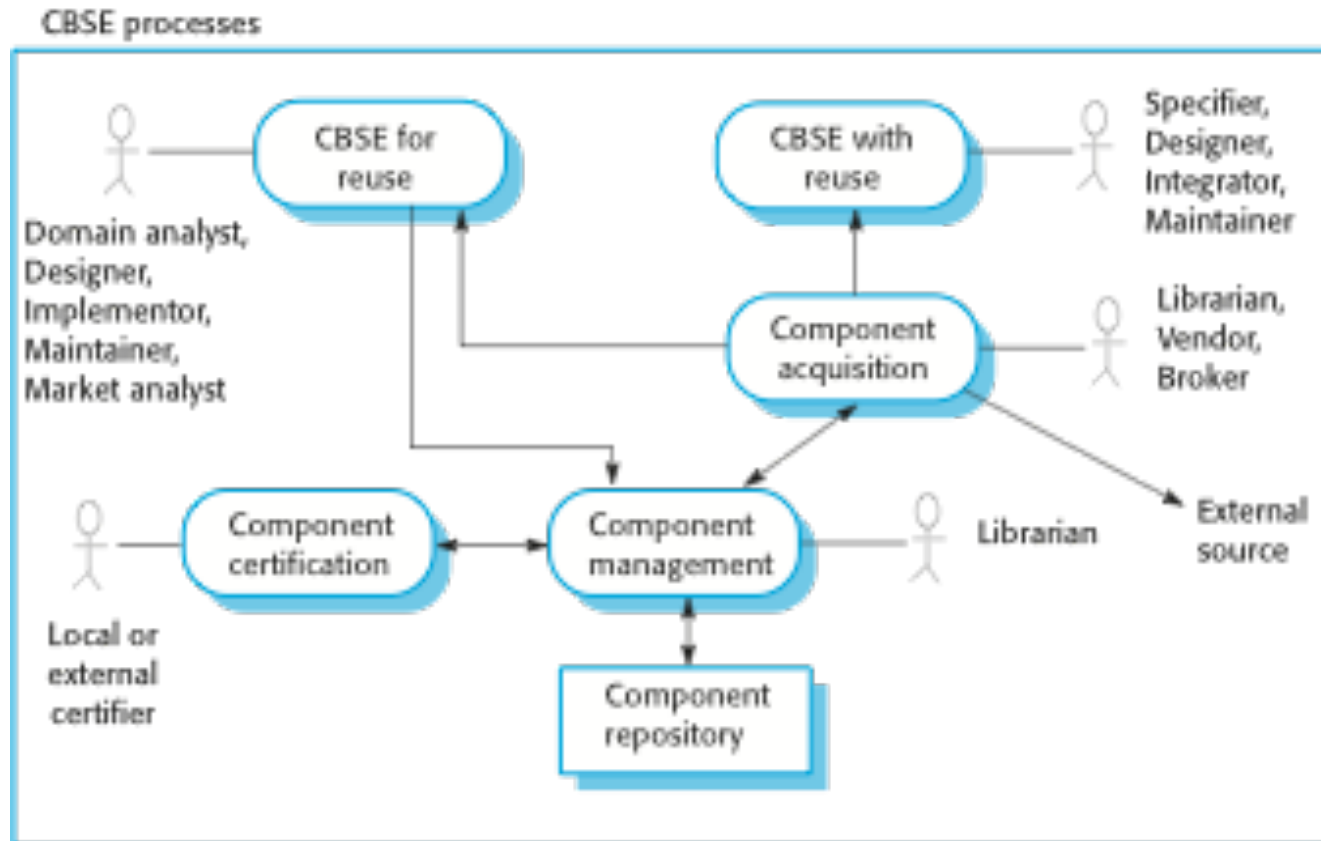 CBSE processes
CBSE for
reuse
CBSE with
reuse
Specifier,
Designer,
Integrator,
Maintainer
Domain analyst,
Designer,
Implementor,
Maintainer,
Market analyst
Component
acquisition
Librarian,
Vendor,
Broker
Component
certification
Component
management
Librarian
External
source
Local or
external
certifier
Component
repository